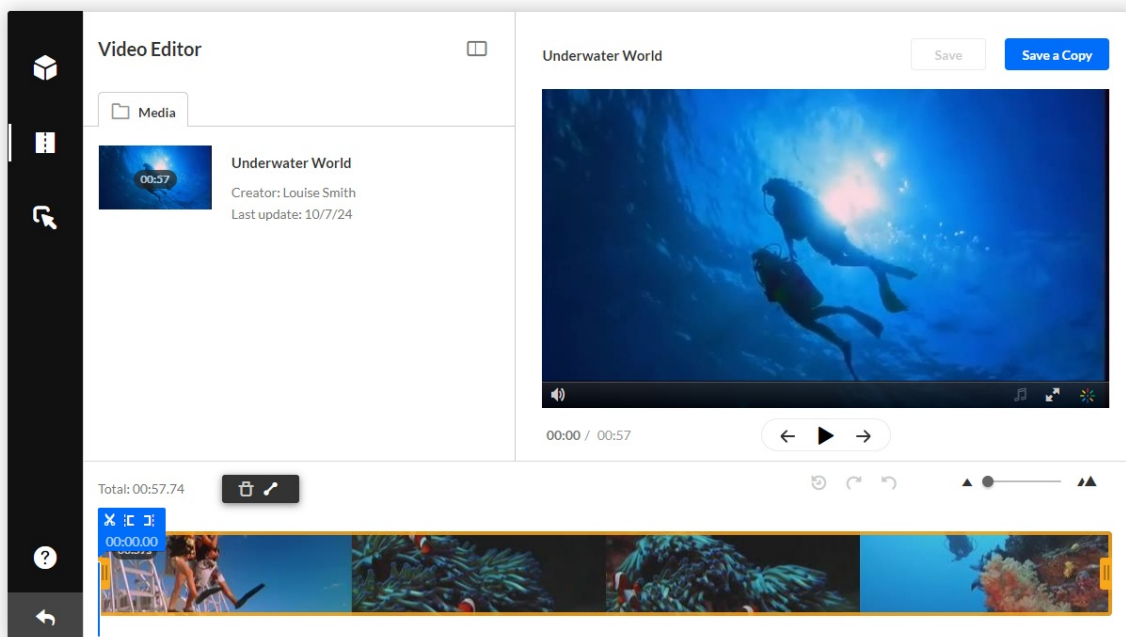 Video Editor
Media
00:57
Underwater World
Creator: Louise Smith
Last update: 10/7/24
Underwater World
Save
Save a Copy
00:00 / 00:57
Total: 00:57.74
00:00.00
?